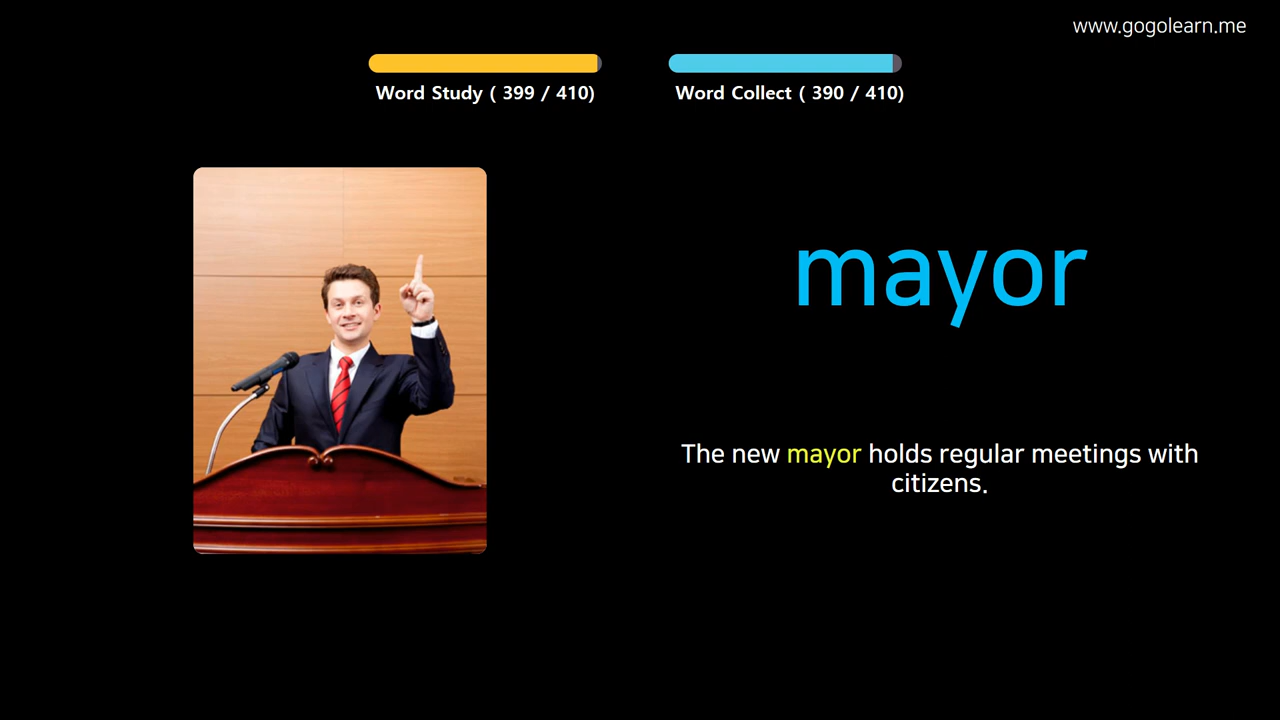 www.gogolearn.me
Word Study ( 399 / 410)
Word Collect ( 390 / 410)
mayor
The new mayor holds regular meetings with
citizens.